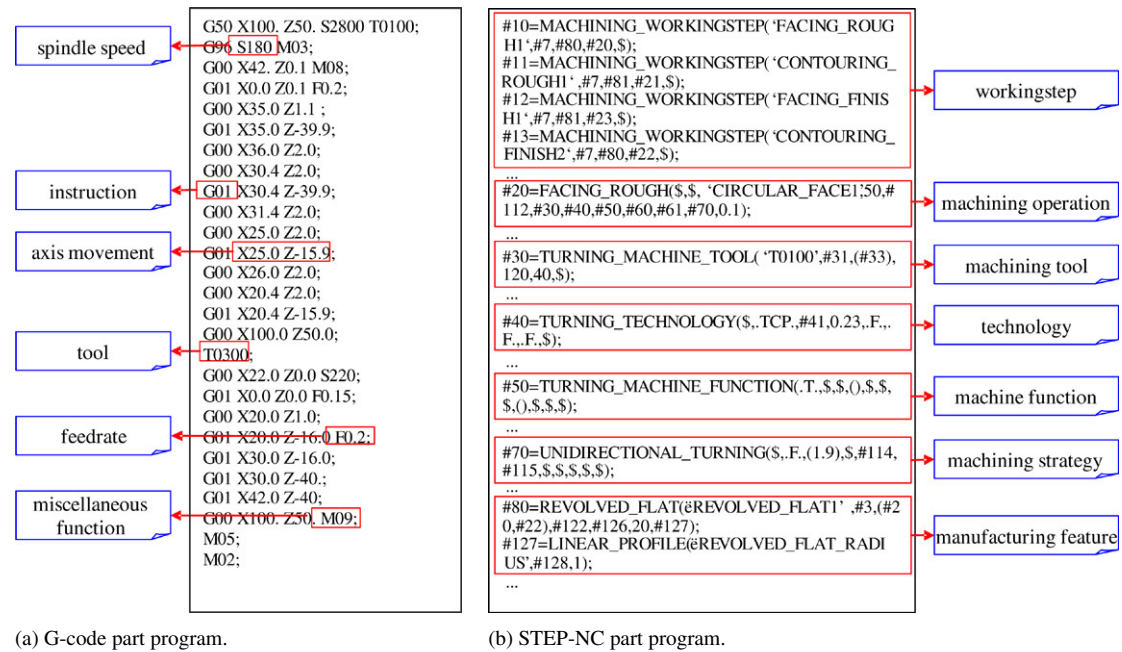 spindle speed
instruction
axis movement
tool
feedrate
miscellaneous
function
G50 X100. Z50. S2800 T0100;
G96 S180 M03;
G00 X42. Z0.1 M08;
G01 X0.0 Z0.1 F0.2;
G00 X35.0 Z1.1 ;
G01 X35.0 Z-39.9;
G00 X36.0 Z2.0;
G00 X30.4 Z2.0;
G01 X30.4 Z-39.9;
G00 X31.4 Z2.0;
G00 X25.0 Z2.0;
G01 X25.0 Z-15.9;
G00 X26.0 Z2.0;
G00 X20.4 Z2.0;
G01 X20.4 Z-15.9;
G00 X100.0 Z50.0;
T0300;
G00 X22.0 Z0.0 S220;
G01 X0.0 Z0.0 F0.15;
G00 X20.0 Z1.0;
G01 X20.0 Z-16.0 F0.2;
G01 X30.0 Z-16.0;
G01 X30.0 Z-40.;
G01 X42.0 Z-40;
G00 X100. Z50. M09;
M05;
M02;
(a) G-code part program.
#10=MACHINING_WORKINGSTEP(‘FACING_ROUG
H1‘,#7,#80,#20,$);
#11=MACHINING_WORKINGSTEP(‘CONTOURING_
ROUGH1‘,#7,#81,#21,$);
#12=MACHINING_WORKINGSTEP(‘FACING_FINIS
H1‘,#7,#81,#23,$);
#13=MACHINING_WORKINGSTEP(‘CONTOURING_
FINISH2‘,#7,#80,#22,$);
...
#20=FACING_ROUGH($,$, ‘CIRCULAR_FACE1’,50,#
112,#30,#40,#50,#60,#61,#70,0.1);
...
#30=TURNING_MACHINE_TOOL( ‘T0100’,#31,(#33),
120,40,$);
...
#40=TURNING_TECHNOLOGY($,.TCP.,#41,0.23,.F.,.
F.,.F.,$);
...
#50=TURNING_MACHINE_FUNCTION(.T.,$,$,(),$,$,
$,(),$,$,$);
...
#70=UNIDIRECTIONAL_TURNING($,.F.,(1.9),$,#114,
#115,$,$,$,$,$);
...
#80=REVOLVED_FLAT(ëREVOLVED_FLAT1’ ,#3,(#2
0,#22),#122,#126,20,#127);
#127=LINEAR_PROFILE(ëREVOLVED_FLAT_RADI
US’,#128,1);
...
(b) STEP-NC part program.
workingstep
machining operation
machining tool
technology
machine function
machining strategy
manufacturing feature